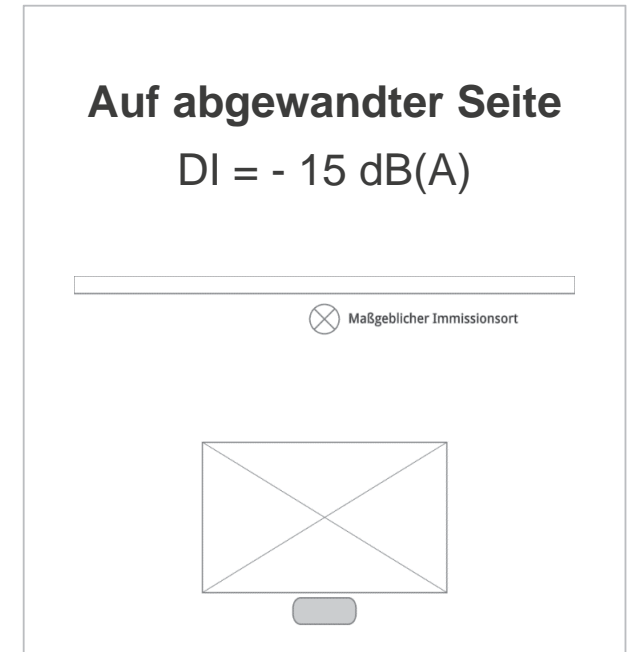 Auf abgewandter Seite
DI = - 15 dB(A)
Maßgeblicher Immissionsort